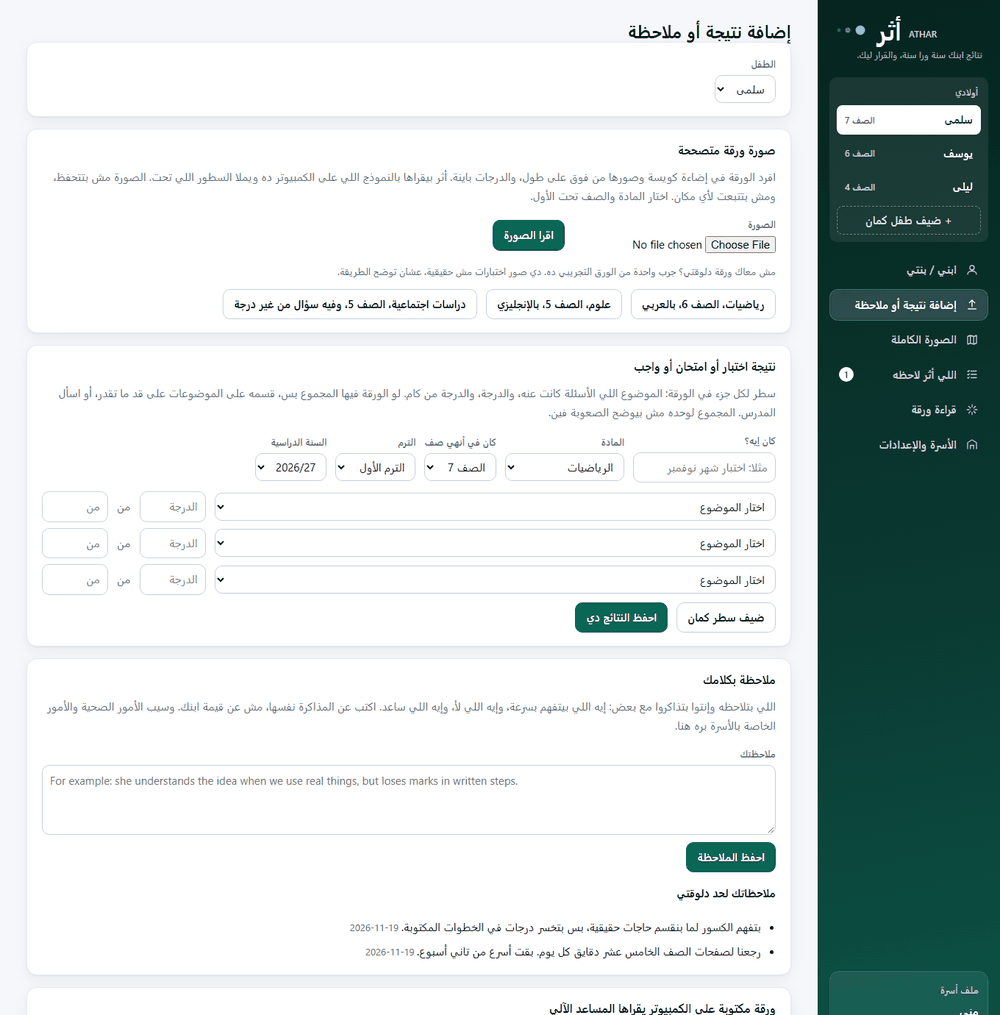 أثر ATHAR
نتائج ابنك سنة ورا سنة، والقرار ليك.
أولادي
سلمى الصف 7
يوسف الصف 6
ليلى الصف 4
+ ضيف طفل كمان
ابني / بنتي
إضافة نتيجة أو ملاحظة
الصورة الكاملة
اللي أثر لاحظه 1
قراءة ورقة
الأسرة والإعدادات
ملف أسرة
منى
إضافة نتيجة أو ملاحظة
الطفل
سلمى
صورة ورقة متصححة
افرد الورقة في إضاءة كويسة وصورها من فوق على طول، والدرجات باينة. أثر بيقراها بالنموذج اللي على الكمبيوتر ده ويملا السطور اللي تحت. الصورة مش بتتحفظ،
ومش بتتبعت لأي مكان. اختار المادة والصف تحت الأول.
الصورة
Choose File No file chosen
اقرا الصورة
مش معاك ورقة دلوقتي؟ جرب واحدة من الورق التجريبي ده. دي صور اختبارات مش حقيقية، عشان توضح الطريقة.
رياضيات، الصف 6، بالعربي
علوم، الصف 5، بالإنجليزي
دراسات اجتماعية، الصف 5، وفيه سؤال من غير درجة
نتيجة اختبار أو امتحان أو واجب
سطر لكل جزء في الورقة: الموضوع اللي الأسئلة كانت عنه، والدرجة، والدرجة من كام. لو الورقة فيها المجموع بس، قسمه على الموضوعات على قد ما تقدر، أو اسأل
المدرس. المجموع لوحده مش بيوضح الصعوبة فين.
كان إيه؟ المادة كان في أنهي صف الترم السنة الدراسية
مثلا: اختبار شهر نوفمبر الرياضيات الصف 7 الترم الأول 2026/27
اختار الموضوع الدرجة من من
اختار الموضوع الدرجة من من
اختار الموضوع الدرجة من من
ضيف سطر كمان
احفظ النتائج دي
ملاحظة بكلامك
اللي بتلاحظه وإنتوا بتذاكروا مع بعض: إيه اللي بيتفهم بسرعة، وإيه اللي لأ، وإيه اللي ساعد. اكتب عن المذاكرة نفسها، مش عن قيمة ابنك. وسيب الأمور الصحية والأمور
الخاصة بالأسرة بره هنا.
ملاحظتك
For example: she understands the idea when we use real things, but loses marks in written steps.
احفظ الملاحظة
ملاحظاتك لحد دلوقتي
بتفهم الكسور لما بنقسم حاجات حقيقية، بس بتخسر درجات في الخطوات المكتوبة. 2026-11-19
رجعنا لصفحات الصف الخامس عشر دقايق كل يوم. بقت أسرع من تاني أسبوع. 2026-11-19
ورقة مكتوبة على الكمبيوتر يقراها المساعد الآلي